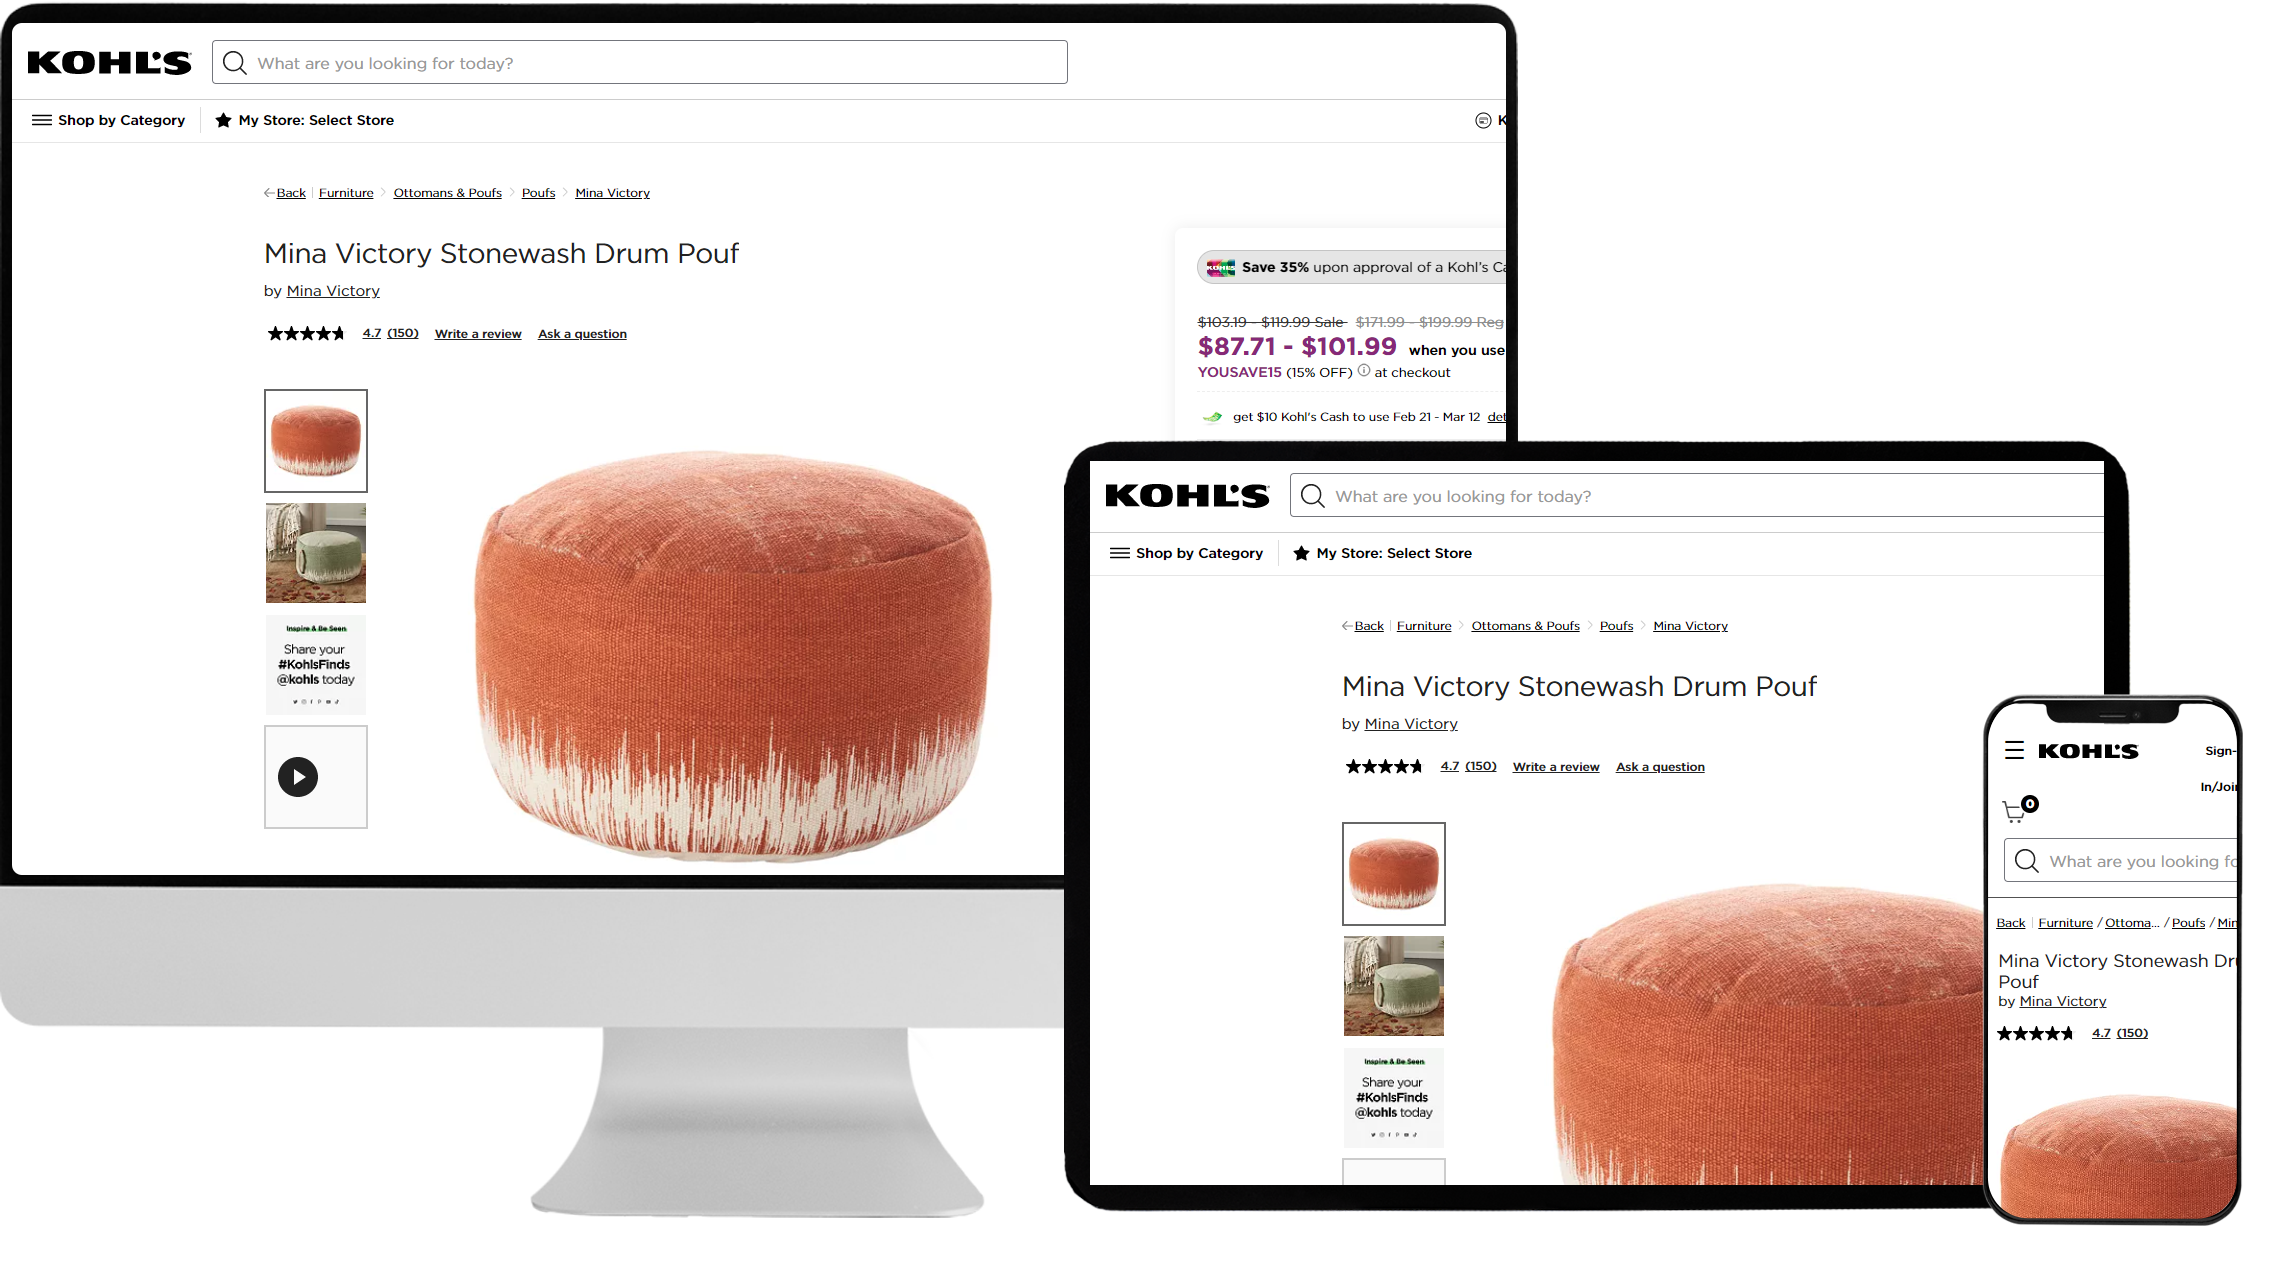 KOHL'S
What are you looking for today?
Shop by Category
My Store: Select Store
K
Back Furniture Ottomans & Poufs Poufs Mina Victory
Mina Victory Stonewash Drum Pouf
by Mina Victory
4.7 (150) Write a review Ask a question
Inspire & Be Seen
Share your
#KohlsFinds
@kohls today
KOHL'S Save 35% upon approval of a Kohl's Ca
$103.19 - $119.99 Sale $171.99 - $199.99 Reg
$87.71 - $101.99 when you use
YOUSAVE15 (15% OFF) at checkout
get $10 Kohl's Cash to use Feb 21 - Mar 12 det
KOHL'S
What are you looking for today?
Shop by Category
My Store: Select Store
Back Furniture Ottomans & Poufs Poufs Mina Victory
Mina Victory Stonewash Drum Pouf
by Mina Victory
4.7 (150) Write a review Ask a question
Inspire & Be Seen
Share your
#KohlsFinds
@kohls today
KOHL'S
Sign-
In/Joi
0
What are you looking fo
Back Furniture / Ottoma... / Poufs / Min
Mina Victory Stonewash Dr
Pouf
by Mina Victory
4.7 (150)